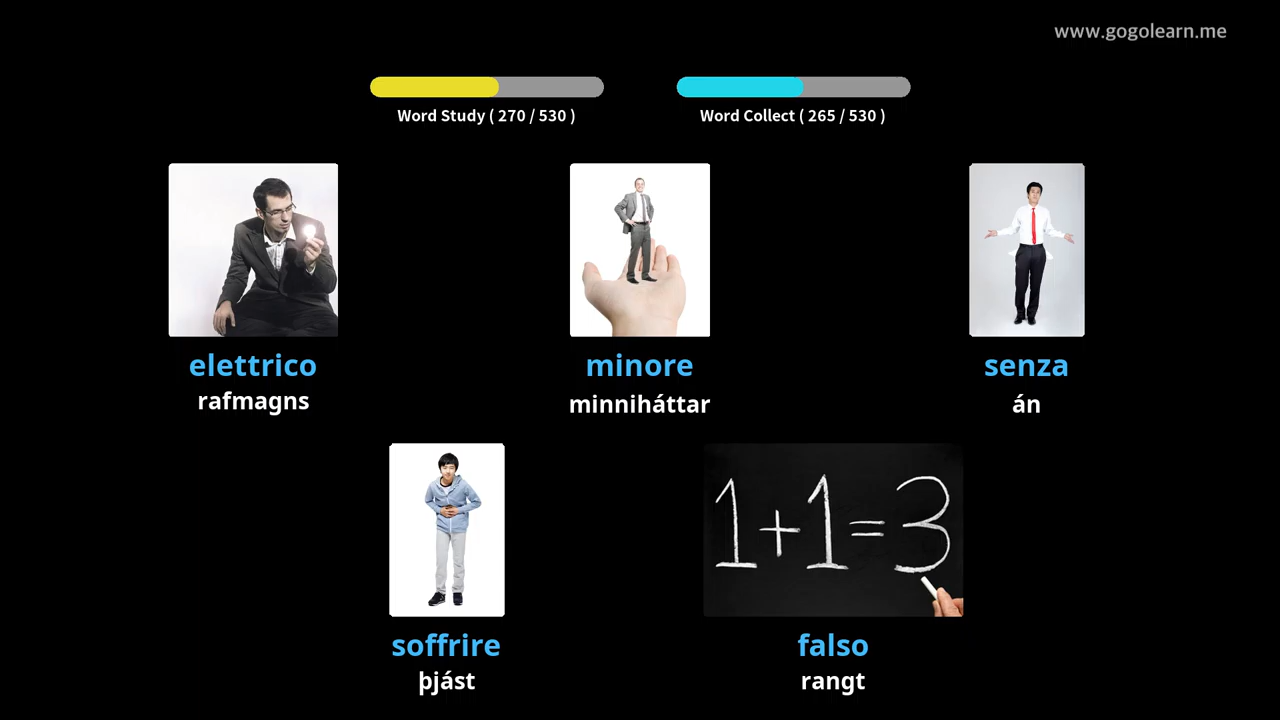 www.gogolearn.me
Word Study ( 270 / 530 )
Word Collect ( 265 / 530 )
elettrico
rafmagns
minore
minniháttar
senza
án
1+1=3
soffrire
þjást
falso
rangt